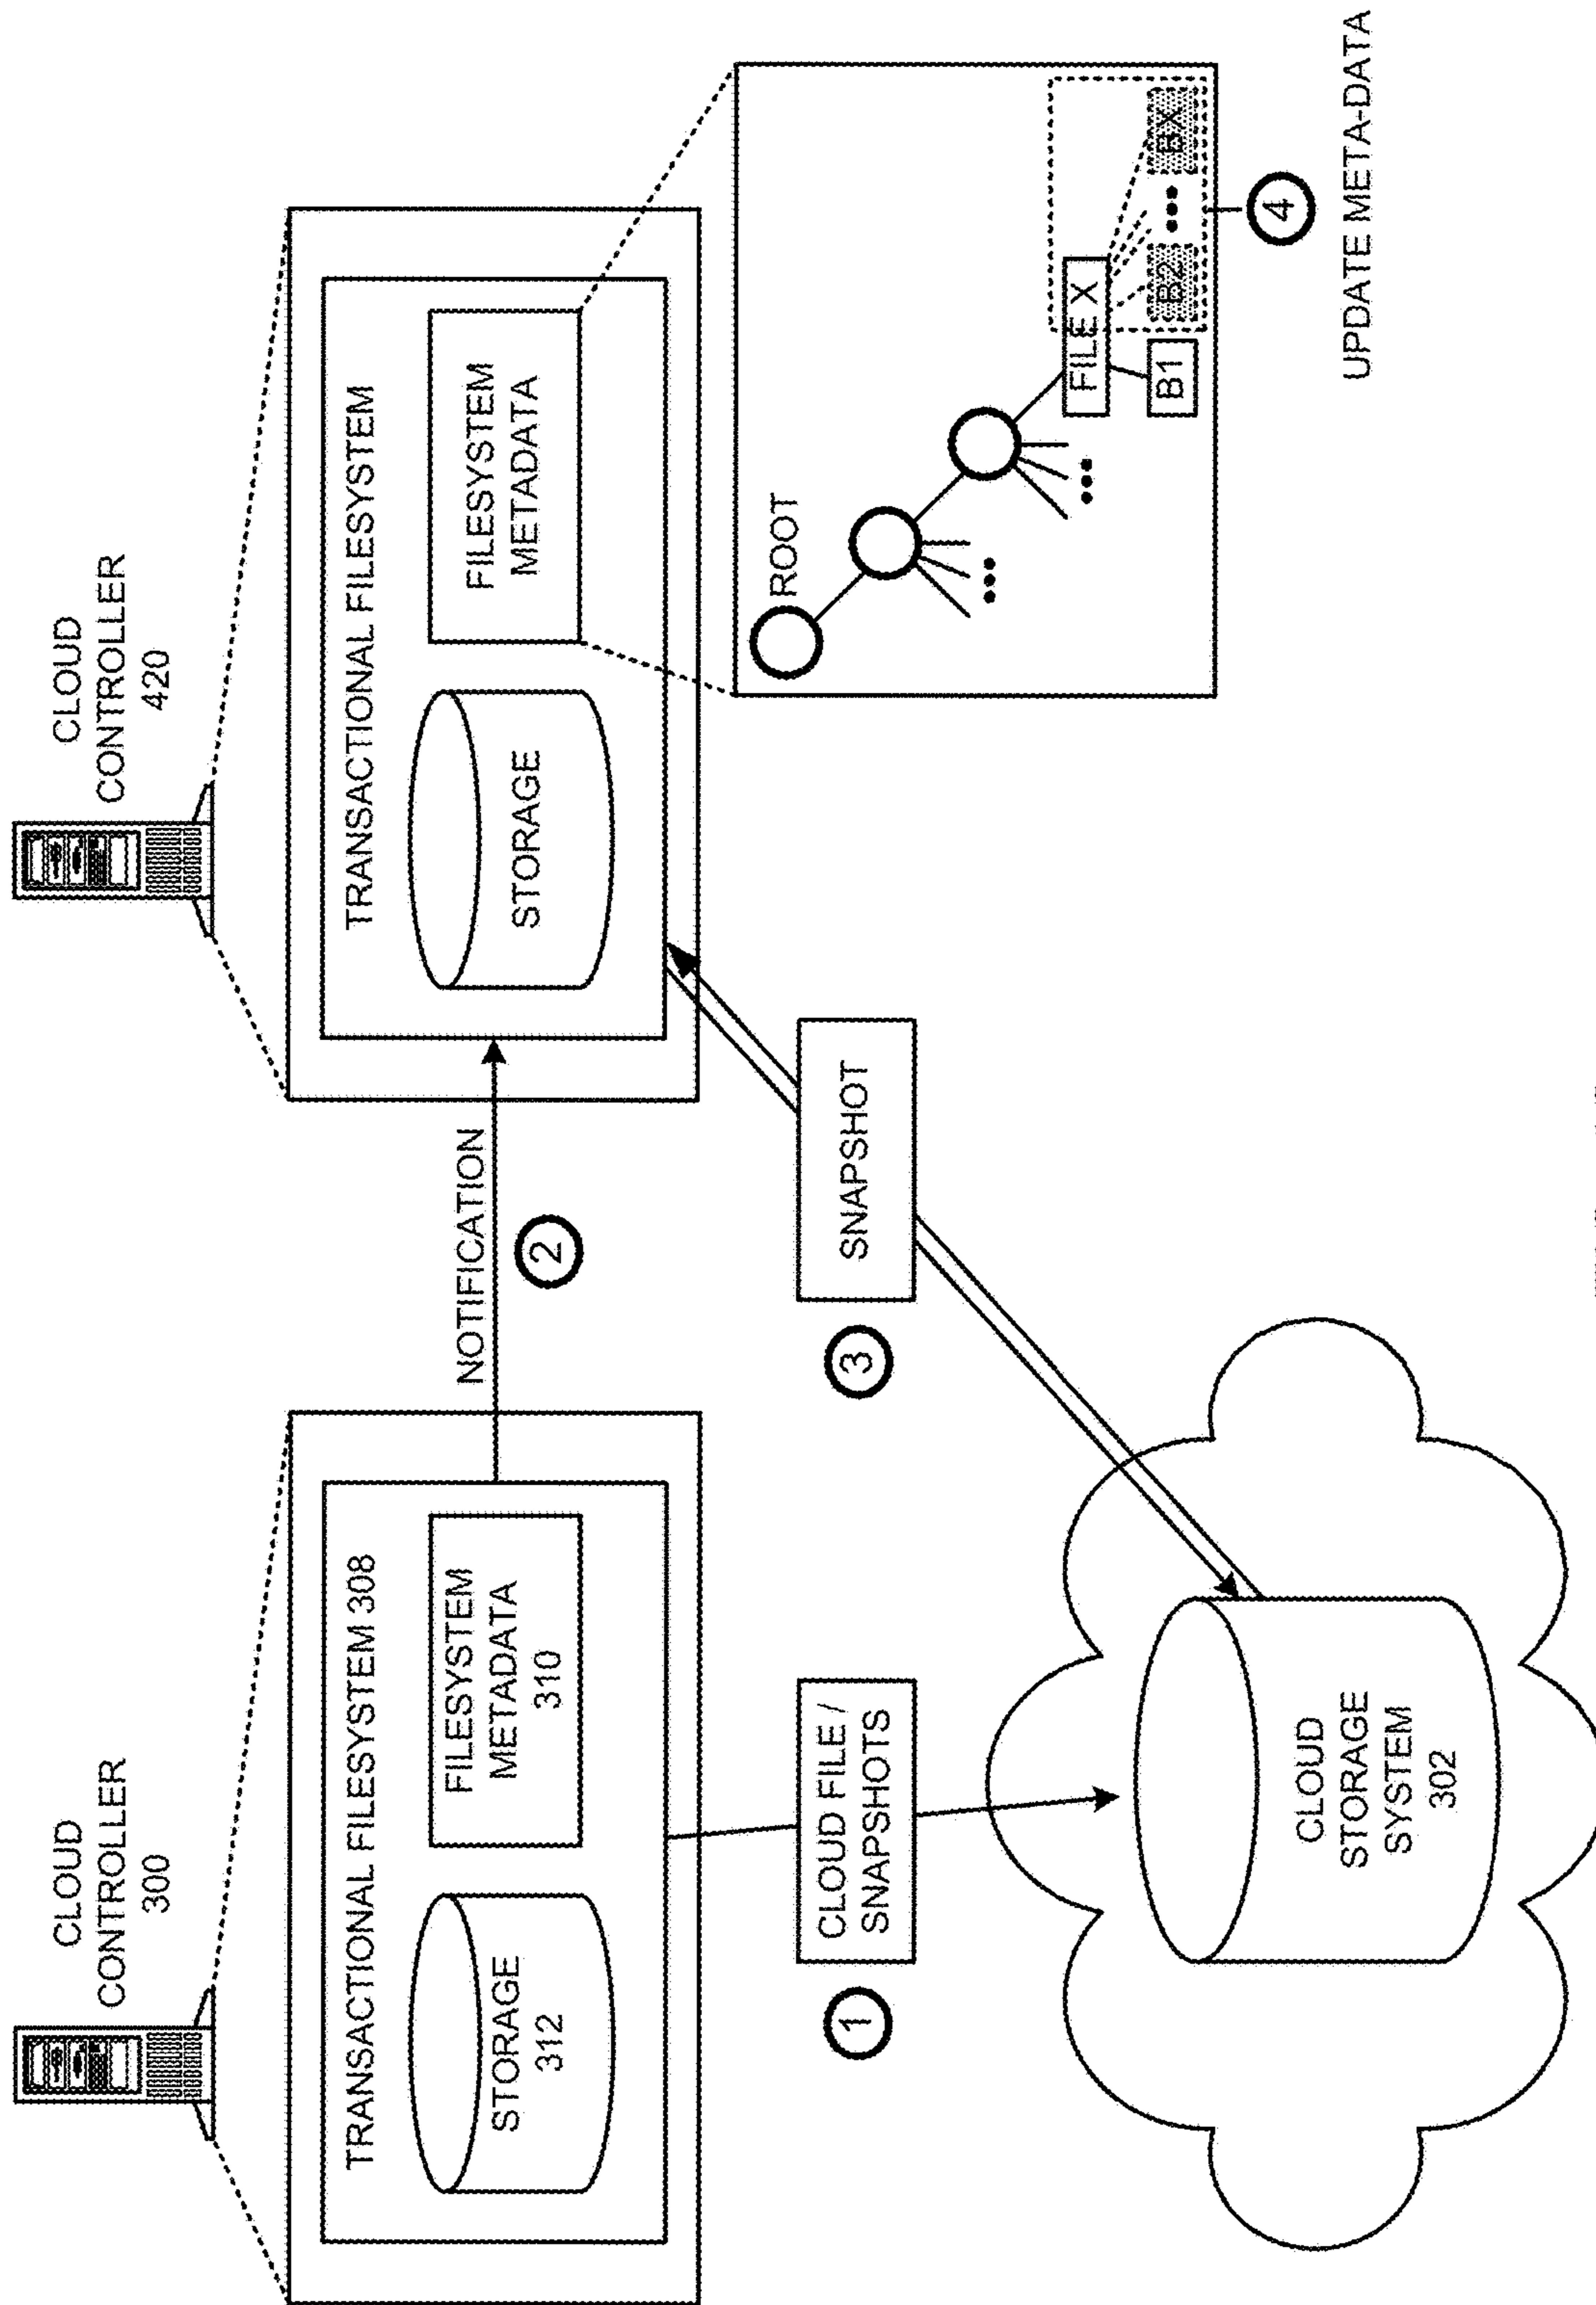 CLOUD
CONTROLLER
300
TRANSACTIONAL FILESYSTEM 308
STORAGE
312
FILESYSTEM
METADATA
310
NOTIFICATION
2
CLOUD
CONTROLLER
420
TRANSACTIONAL FILESYSTEM
STORAGE
FILESYSTEM
METADATA
1
CLOUD FILE /
SNAPSHOTS
3
SNAPSHOT
CLOUD
STORAGE
SYSTEM
302
ROOT
FILE X
B1
B2
BX
4
UPDATE META-DATA